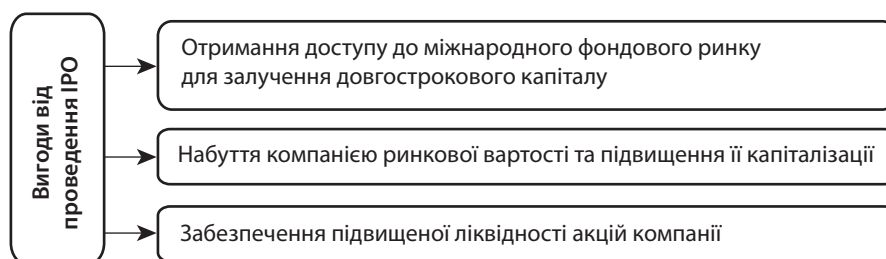 Вигоди від
проведення IPO
Отримання доступу до міжнародного фондового ринку
для залучення довгострокового капіталу
Набуття компанією ринкової вартості та підвищення її капіталізації
Забезпечення підвищеної ліквідності акцій компанії